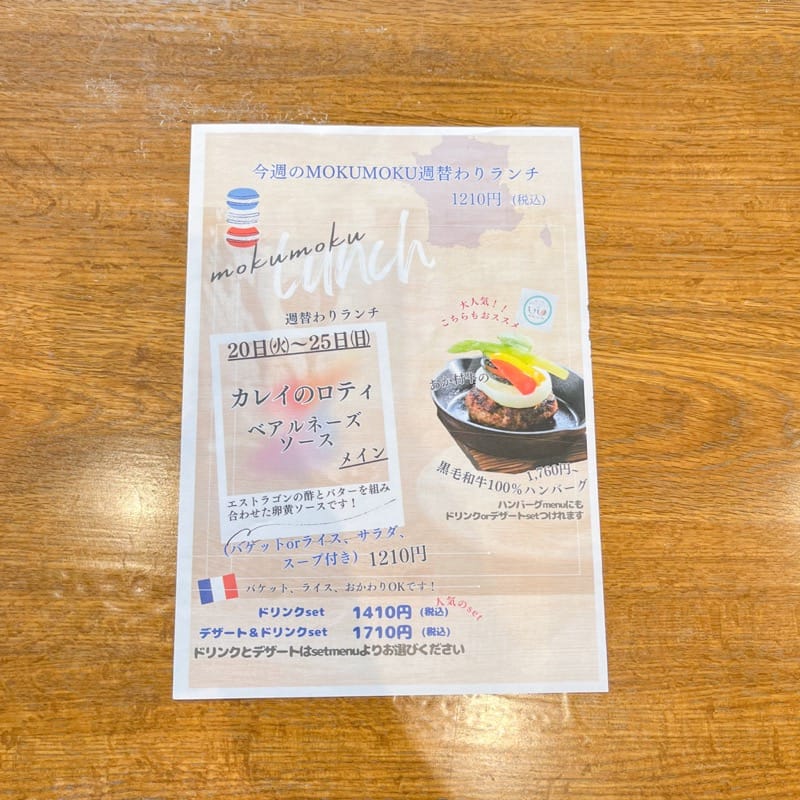 今週のMOKUMOKU週替わりランチ
1210円 (税込)
mokumoku
Lunch
週替わりランチ
20日(火)〜25日(日)
カレイのロティ
ベアルネーズ
ソース
メイン
エストラゴンの酢とバターを組み
合わせた卵黄ソースです！
(バケットorライス、サラダ、
スープ付き) 1210円
大人気！！
こちらもおススメ
あか村牛の
1,760円〜
黒毛和牛100%ハンバーグ
ハンバーグmenuにも
ドリンクorデザートsetつけれます
バケット、ライス、おかわりOKです！
ドリンクset 1410円 (税込)
人気のset
デザート＆ドリンクset 1710円 (税込)
ドリンクとデザートはsetmenuよりお選びください